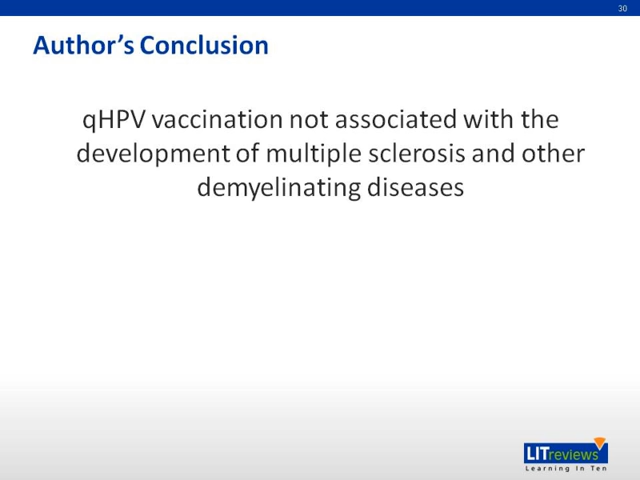 30
Author's Conclusion
qHPV vaccination not associated with the
development of multiple sclerosis and other
demyelinating diseases
LITreviews
Learning In Ten